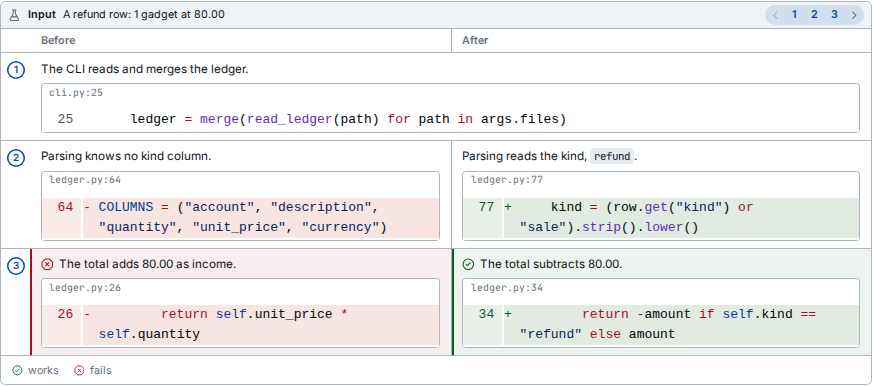 Input A refund row: 1 gadget at 80.00
1 2 3
Before After
1 The CLI reads and merges the ledger.
cli.py:25
25 ledger = merge(read_ledger(path) for path in args.files)
2 Parsing knows no kind column.
ledger.py:64
64 - COLUMNS = ("account", "description",
"quantity", "unit_price", "currency")
Parsing reads the kind, refund.
ledger.py:77
77 + kind = (row.get("kind") or
"sale").strip().lower()
3 The total adds 80.00 as income.
ledger.py:26
26 - return self.unit_price *
self.quantity
The total subtracts 80.00.
ledger.py:34
34 + return -amount if self.kind ==
"refund" else amount
works fails